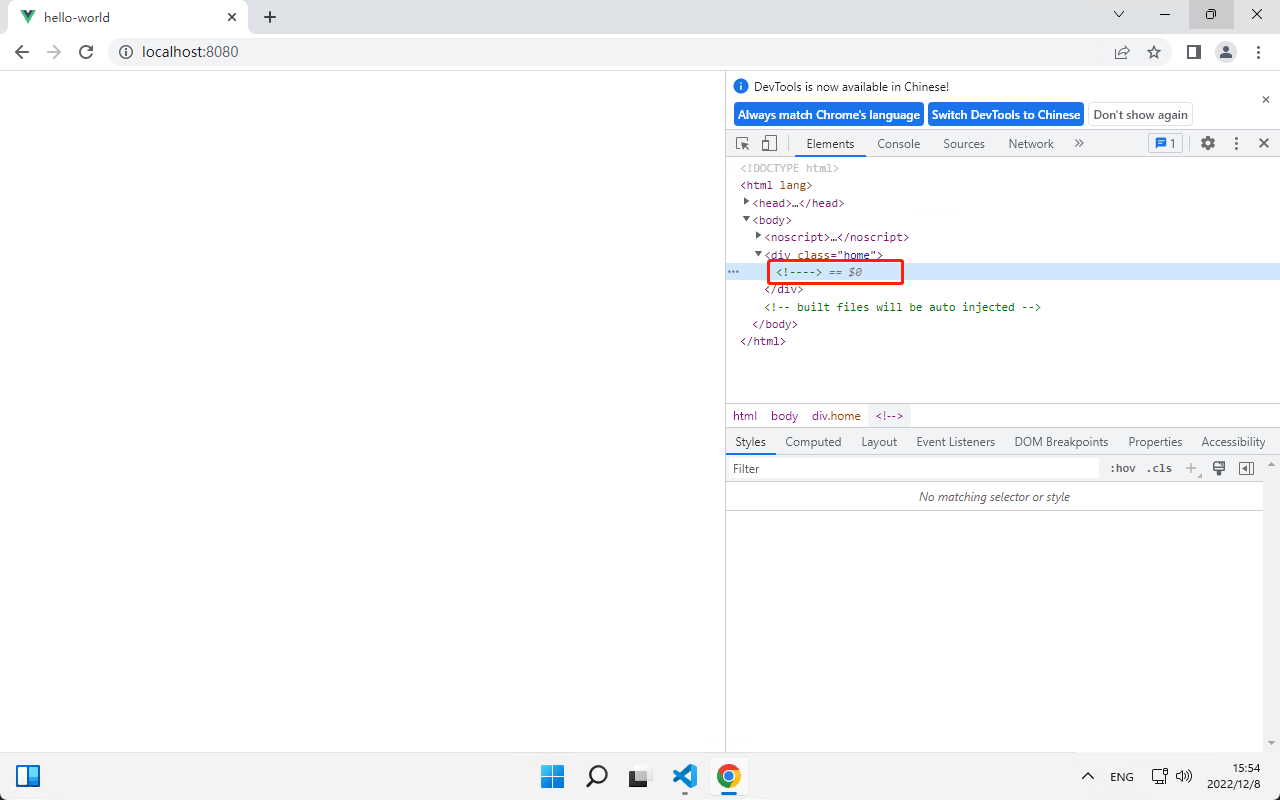 hello-world
localhost:8080
DevTools is now available in Chinese!
Always match Chrome's language Switch DevTools to Chinese Don't show again
Elements Console Sources Network » 1
<!DOCTYPE html>
<html lang>
<head>…</head>
<body>
<noscript>…</noscript>
<div class="home">
<!----> == $0
</div>
<!-- built files will be auto injected -->
</body>
</html>
html body div.home <!-->
Styles Computed Layout Event Listeners DOM Breakpoints Properties Accessibility
Filter :hov .cls
No matching selector or style
ENG
15:54
2022/12/8